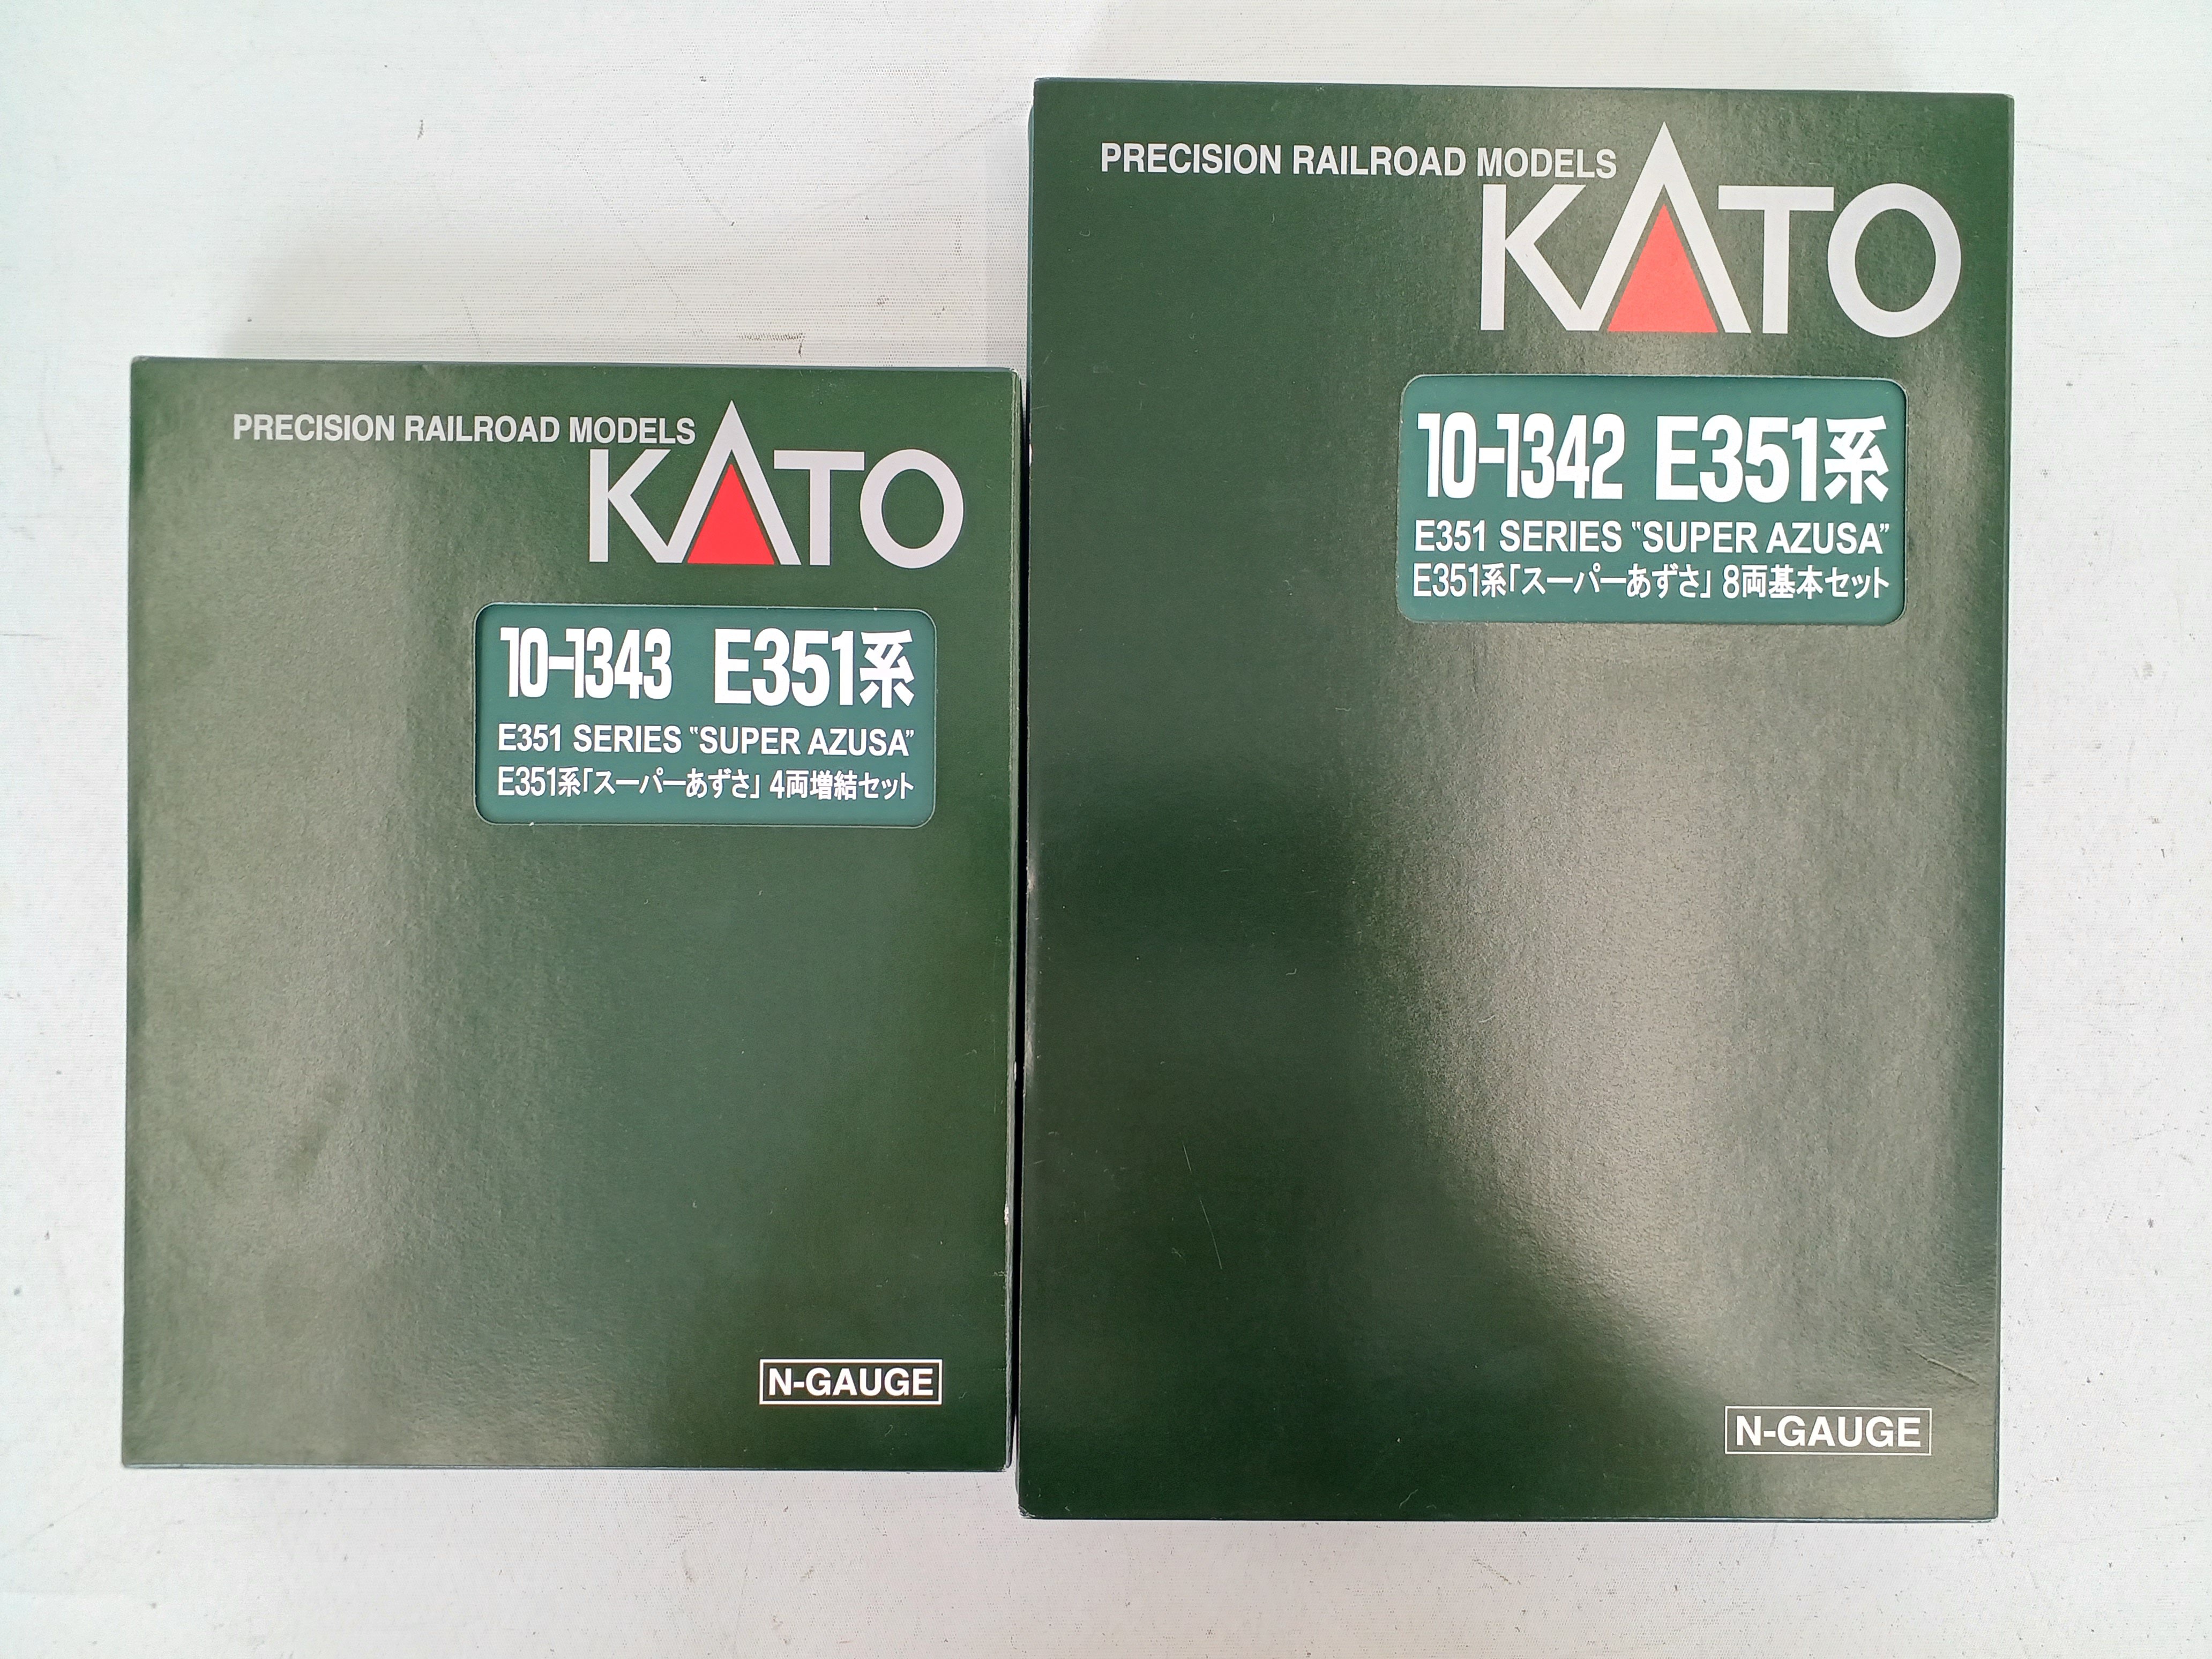 PRECISION RAILROAD MODELS
KATO
10-1343 E351系
E351 SERIES "SUPER AZUSA"
E351系「スーパーあずさ」 4両増結セット
N-GAUGE
PRECISION RAILROAD MODELS
KATO
10-1342 E351系
E351 SERIES "SUPER AZUSA"
E351系「スーパーあずさ」 8両基本セット
N-GAUGE